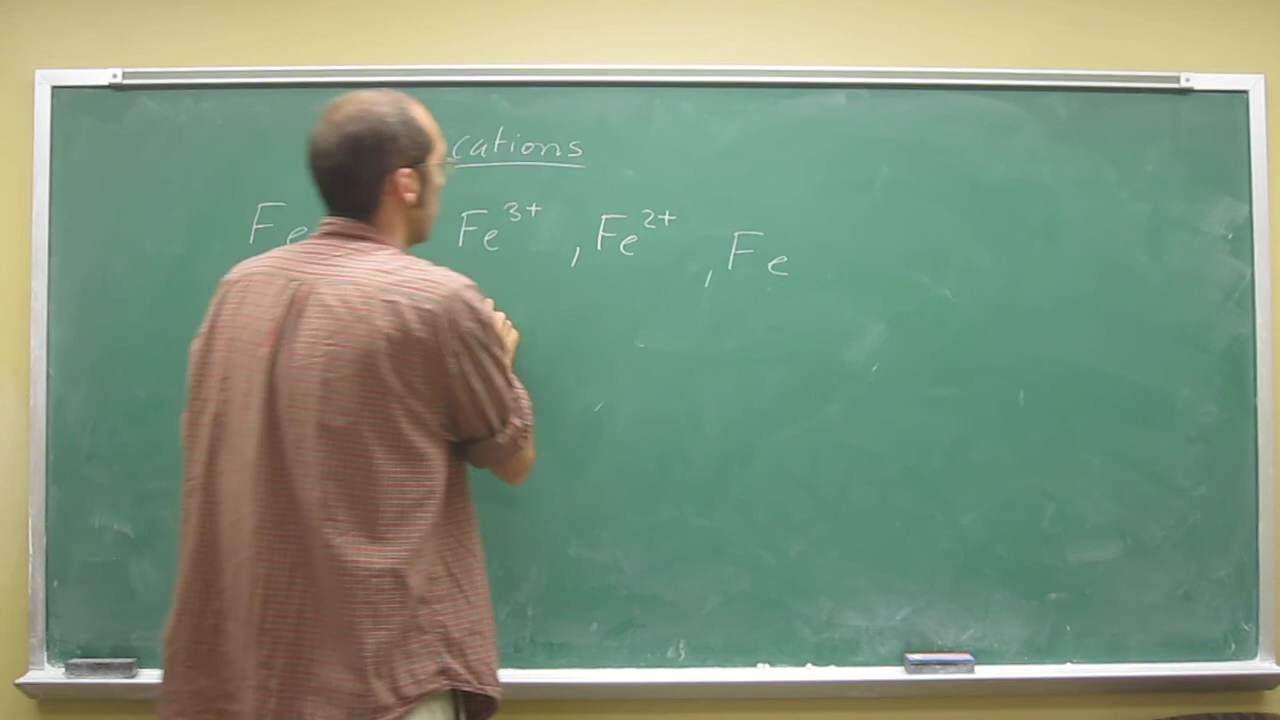 cations
Fe Fe³⁺ , Fe²⁺ , Fe